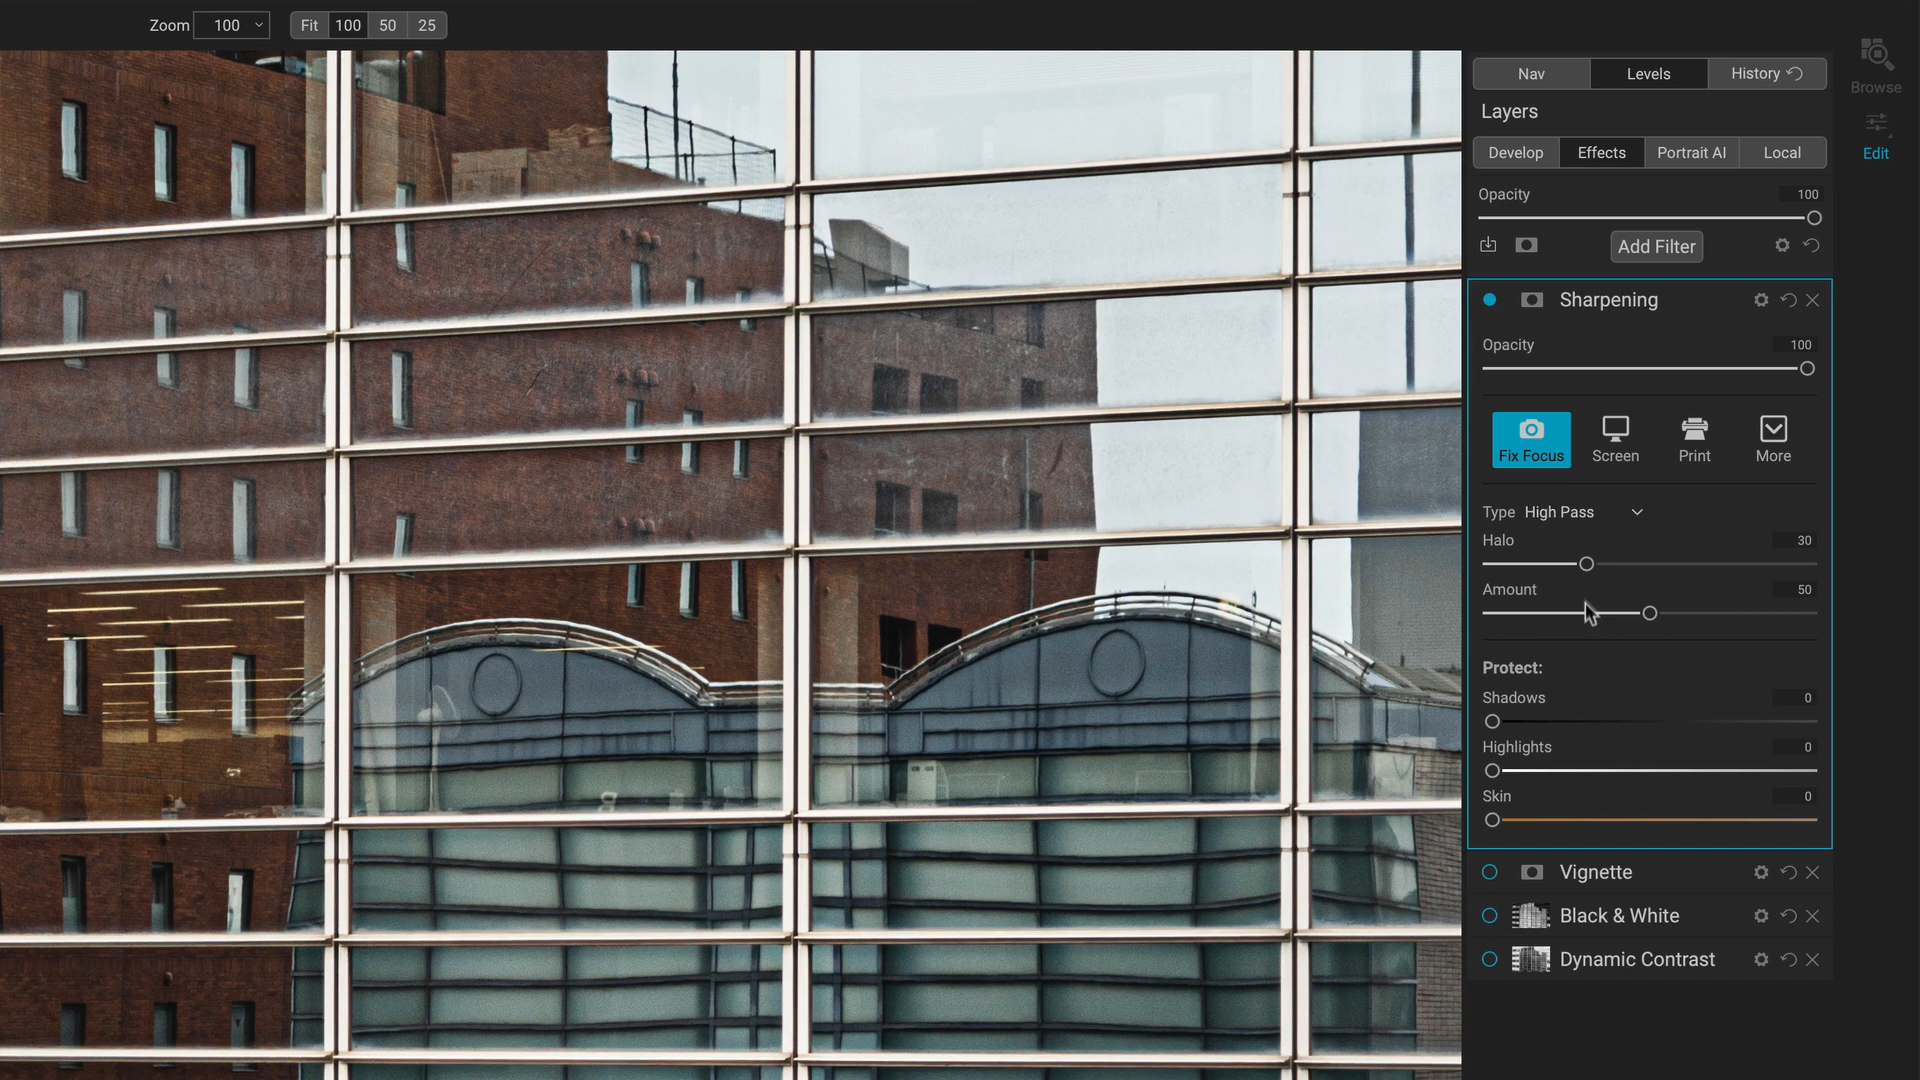 Zoom 100 Fit 100 50 25
Nav Levels History
Browse
Layers
Develop Effects Portrait AI Local
Edit
Opacity 100
Add Filter
Sharpening
Opacity 100
Fix Focus Screen Print More
Type High Pass
Halo 30
Amount 50
Protect:
Shadows 0
Highlights 0
Skin 0
Vignette
Black & White
Dynamic Contrast